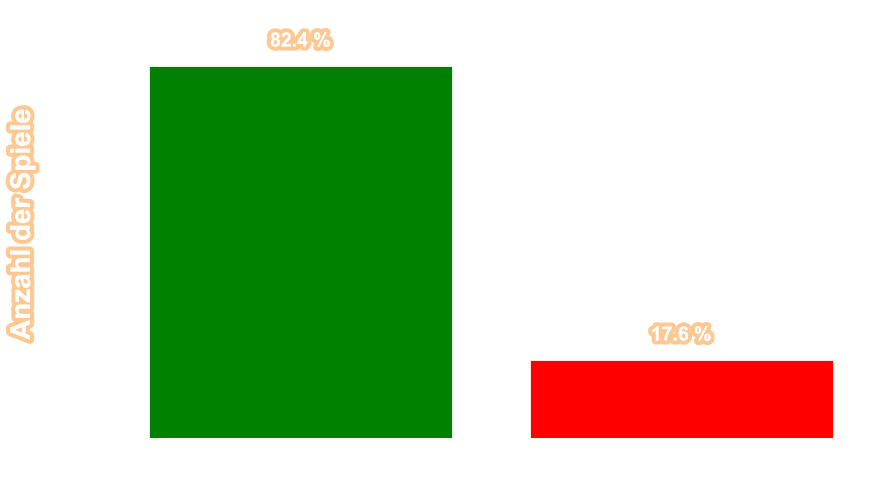 82.4 %
Anzahl der Spiele
17.6 %